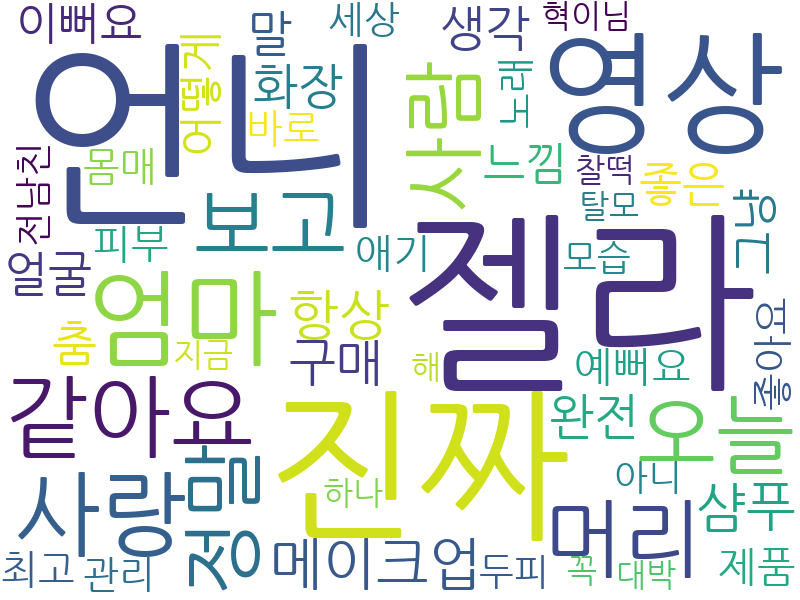 이뻐요
말
세상
생각
혁이님
언니
어떻게
화장
바로
사람
노래
영상
전남친
몸매
보고
느낌
찰떡
좋은
그냥
피부
얼굴
애기
모습
탈모
젤라
엄마
항상
춤
지금
구매
해
예뻐요
좋아요
같아요
진짜
완전
오늘
사랑
정말
하나
머리
아니
샴푸
최고
관리
메이크업
두피
꼭
대박
제품